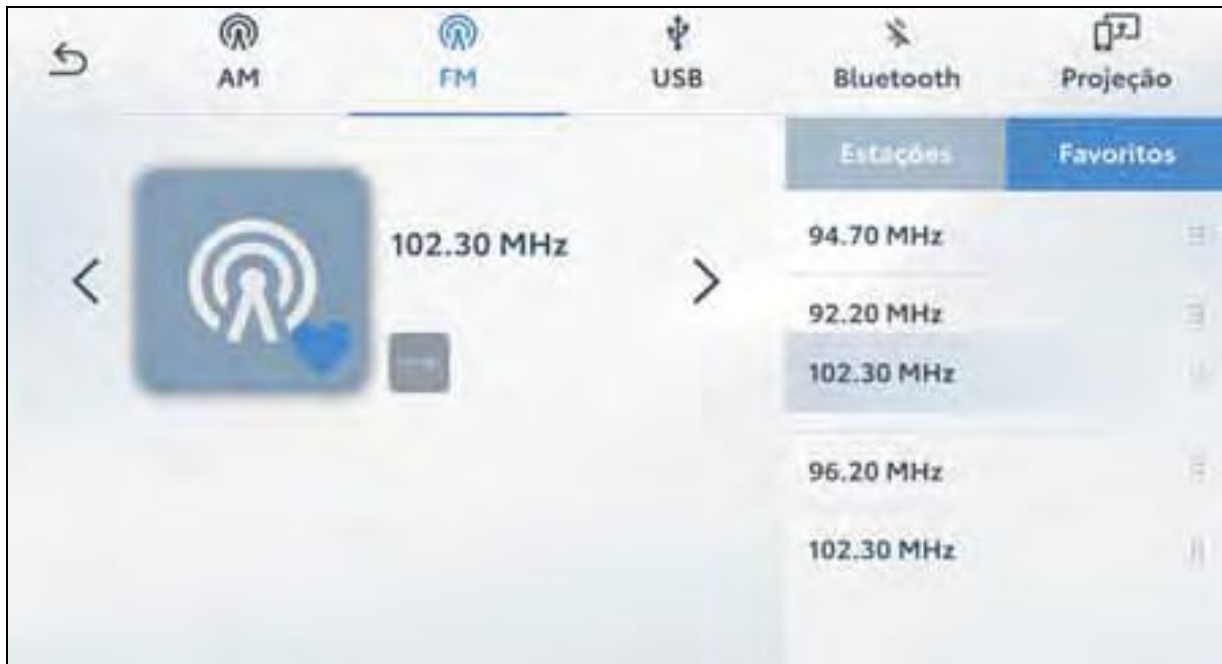 AM
FM
USB
Bluetooth
Projeção
Estações
Favoritos
102.30 MHz
94.70 MHz
92.20 MHz
102.30 MHz
96.20 MHz
102.30 MHz